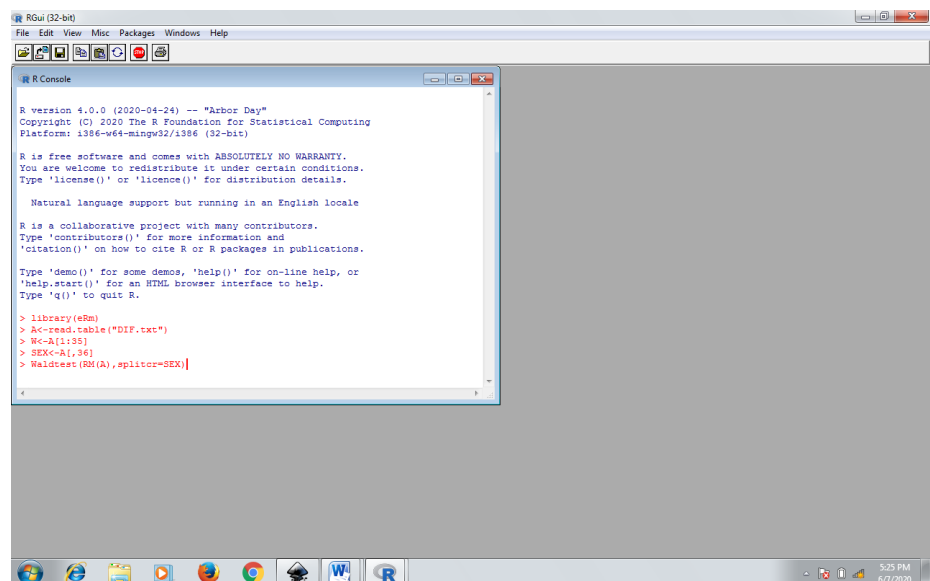 RGui (32-bit)
File Edit View Misc Packages Windows Help
STOP
R Console
R version 4.0.0 (2020-04-24) -- "Arbor Day"
Copyright (C) 2020 The R Foundation for Statistical Computing
Platform: i386-w64-mingw32/i386 (32-bit)
R is free software and comes with ABSOLUTELY NO WARRANTY.
You are welcome to redistribute it under certain conditions.
Type 'license()' or 'licence()' for distribution details.
Natural language support but running in an English locale
R is a collaborative project with many contributors.
Type 'contributors()' for more information and
'citation()' on how to cite R or R packages in publications.
Type 'demo()' for some demos, 'help()' for on-line help, or
'help.start()' for an HTML browser interface to help.
Type 'q()' to quit R.
> library(eRm)
> A<-read.table("DIF.txt")
> W<-A[1:35]
> SEX<-A[,36]
> Waldtest(RM(A),splitcr=SEX)
5:25 PM
6/7/2020